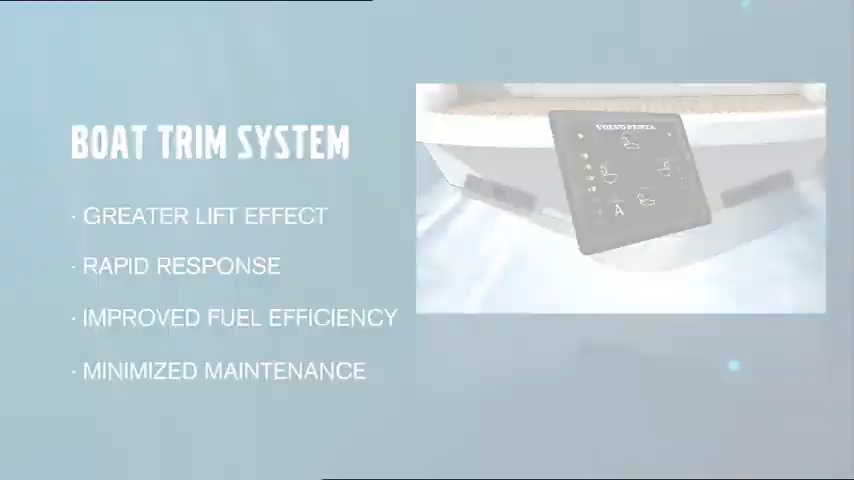 BOAT TRIM SYSTEM
· GREATER LIFT EFFECT
· RAPID RESPONSE
· IMPROVED FUEL EFFICIENCY
· MINIMIZED MAINTENANCE
VOLVO PENTA
A